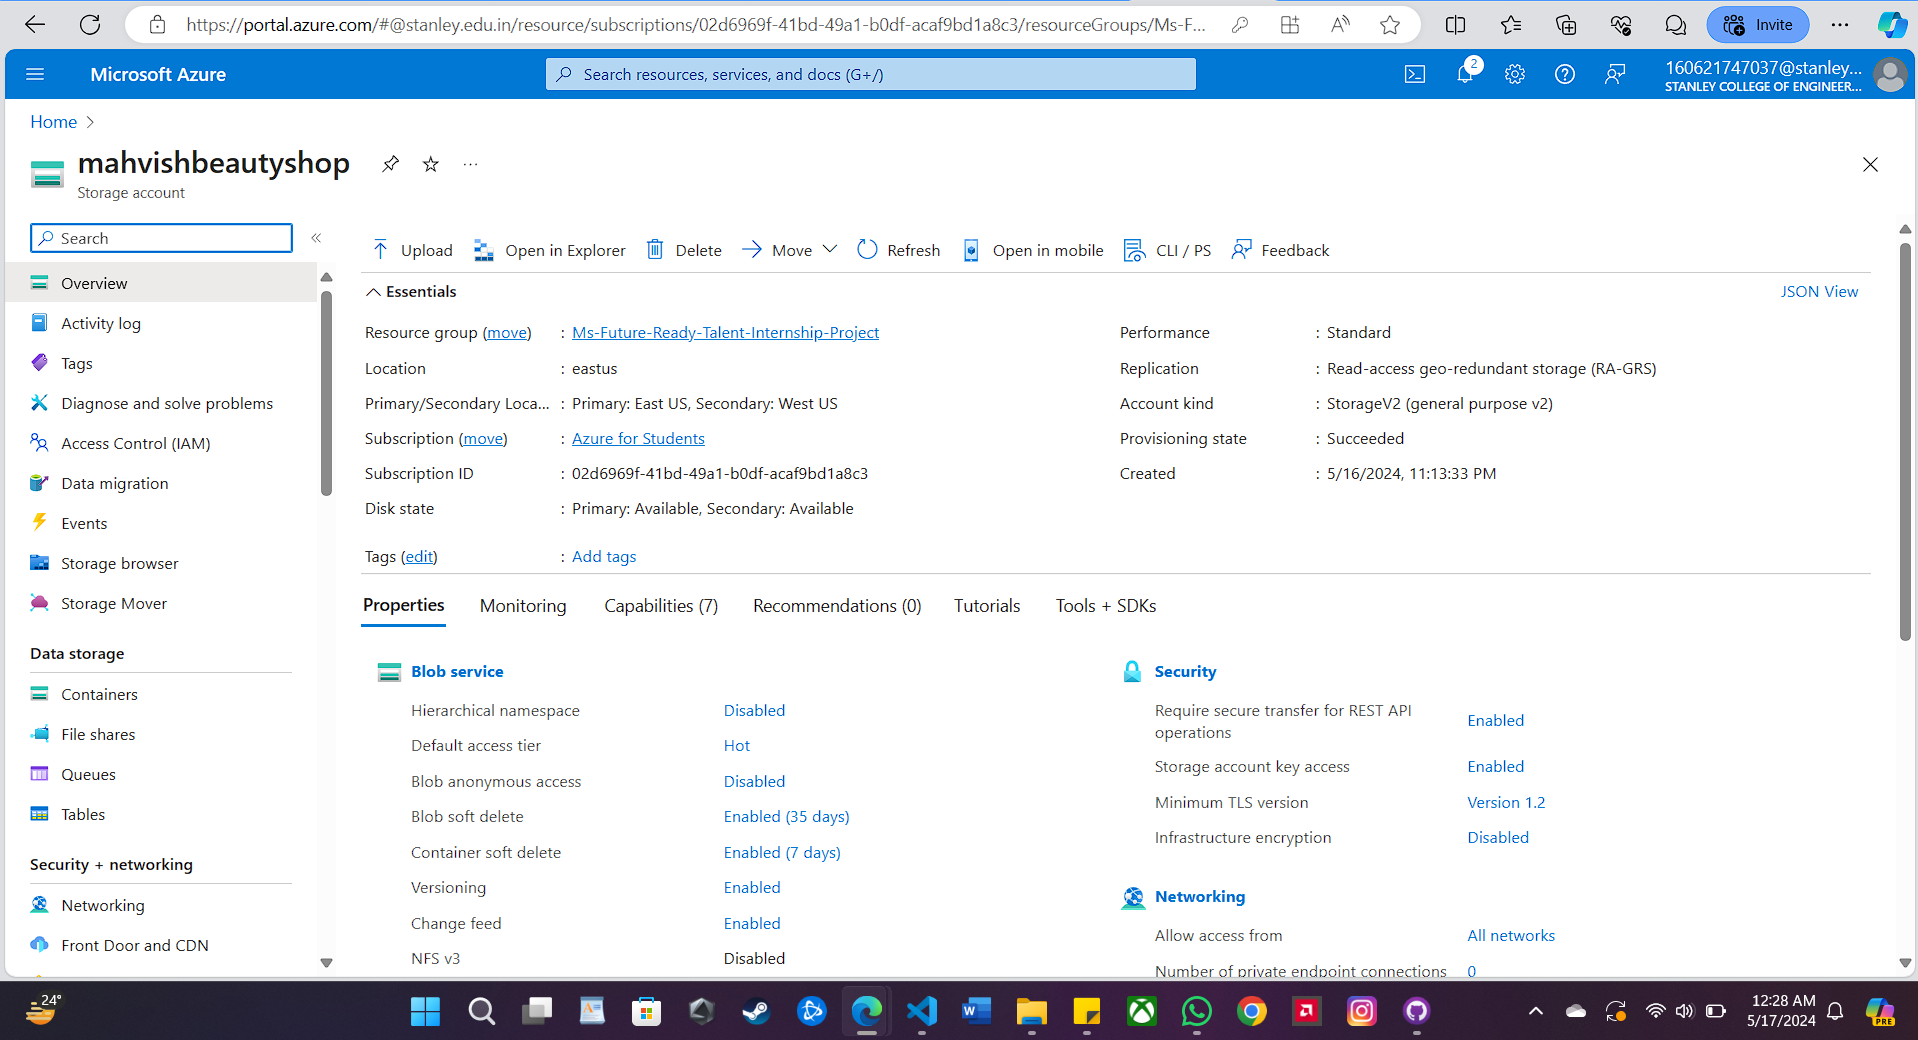 https://portal.azure.com/#@stanley.edu.in/resource/subscriptions/02d6969f-41bd-49a1-b0df-acaf9bd1a8c3/resourceGroups/Ms-F...
Invite
Microsoft Azure
Search resources, services, and docs (G+/)
2
160621747037@stanley...
STANLEY COLLEGE OF ENGINEER...
Home
mahvishbeautyshop
Storage account
Search
Upload
Open in Explorer
Delete
Move
Refresh
Open in mobile
CLI / PS
Feedback
Overview
Activity log
Tags
Diagnose and solve problems
Access Control (IAM)
Data migration
Events
Storage browser
Storage Mover
Data storage
Containers
File shares
Queues
Tables
Security + networking
Networking
Front Door and CDN
Essentials
JSON View
Resource group (move) : Ms-Future-Ready-Talent-Internship-Project
Location : eastus
Primary/Secondary Loca... : Primary: East US, Secondary: West US
Subscription (move) : Azure for Students
Subscription ID : 02d6969f-41bd-49a1-b0df-acaf9bd1a8c3
Disk state : Primary: Available, Secondary: Available
Tags (edit) : Add tags
Performance : Standard
Replication : Read-access geo-redundant storage (RA-GRS)
Account kind : StorageV2 (general purpose v2)
Provisioning state : Succeeded
Created : 5/16/2024, 11:13:33 PM
Properties
Monitoring
Capabilities (7)
Recommendations (0)
Tutorials
Tools + SDKs
Blob service
Hierarchical namespace Disabled
Default access tier Hot
Blob anonymous access Disabled
Blob soft delete Enabled (35 days)
Container soft delete Enabled (7 days)
Versioning Enabled
Change feed Enabled
NFS v3 Disabled
Security
Require secure transfer for REST API
operations Enabled
Storage account key access Enabled
Minimum TLS version Version 1.2
Infrastructure encryption Disabled
Networking
Allow access from All networks
Number of private endpoint connections 0
24°
12:28 AM
5/17/2024
PRE